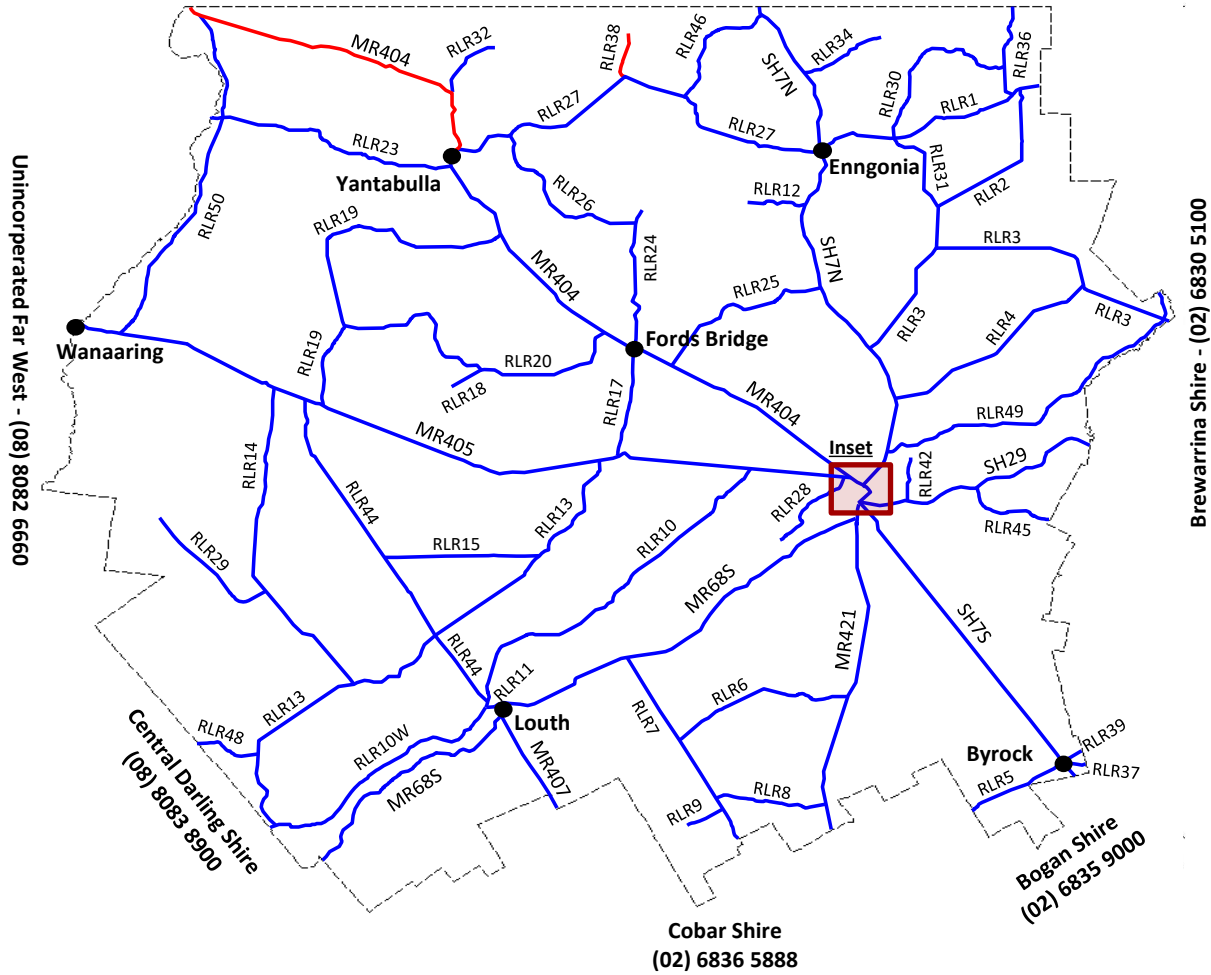 MR404
RLR32
RLR38
RLR46
SH7N
RLR34
RLR36
RLR30
RLR1
RLR27
RLR27
RLR23
Yantabulla
Enngonia
RLR31
RLR2
RLR12
RLR26
RLR50
RLR19
RLR24
MR404
SH7N
RLR3
RLR25
RLR3
RLR4
RLR3
Wanaaring
Fords Bridge
RLR19
RLR20
RLR18
RLR17
MR404
MR405
RLR49
Inset
RLR42
SH29
RLR14
RLR44
RLR13
RLR28
RLR45
RLR15
RLR10
RLR29
MR68S
SH7S
MR421
RLR44
RLR11
RLR6
RLR7
Louth
RLR13
RLR48
RLR10W
MR68S
MR407
Byrock
RLR39
RLR37
RLR5
RLR8
RLR9
Unincorperated Far West - (08) 8082 6660
Brewarrina Shire - (02) 6830 5100
Central Darling Shire
(08) 8083 8900
Bogan Shire
(02) 6835 9000
Cobar Shire
(02) 6836 5888